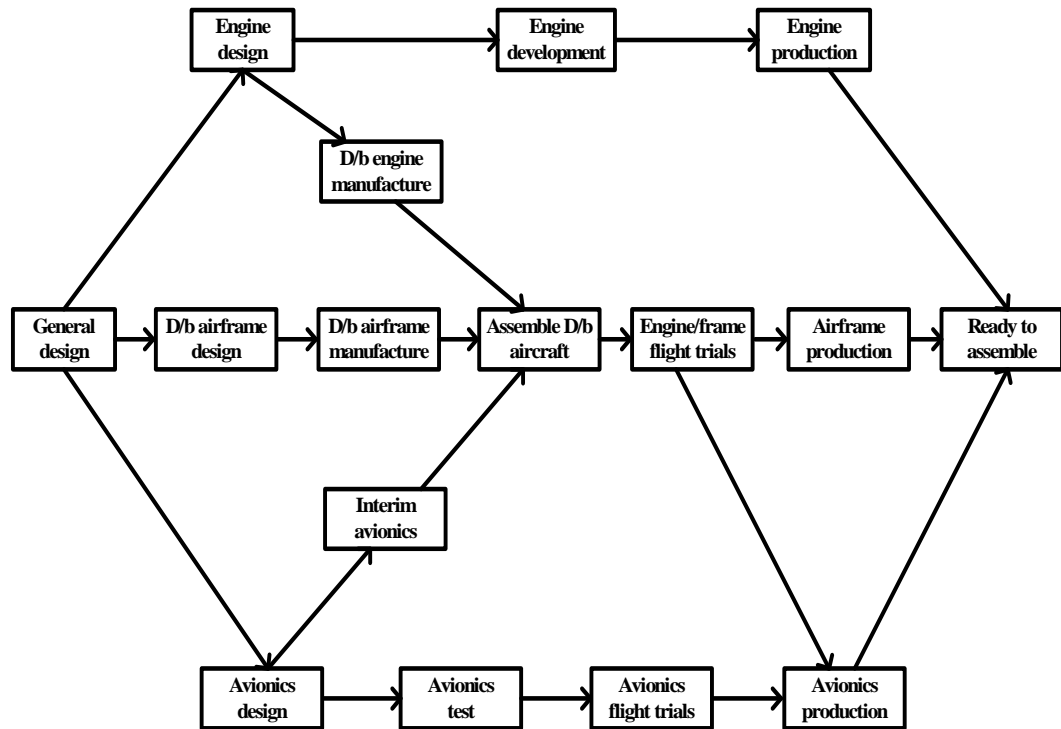 Engine
design
Engine
development
Engine
production
D/b engine
manufacture
General
design
D/b airframe
design
D/b airframe
manufacture
Assemble D/b
aircraft
Engine/frame
flight trials
Airframe
production
Ready to
assemble
Interim
avionics
Avionics
design
Avionics
test
Avionics
flight trials
Avionics
production